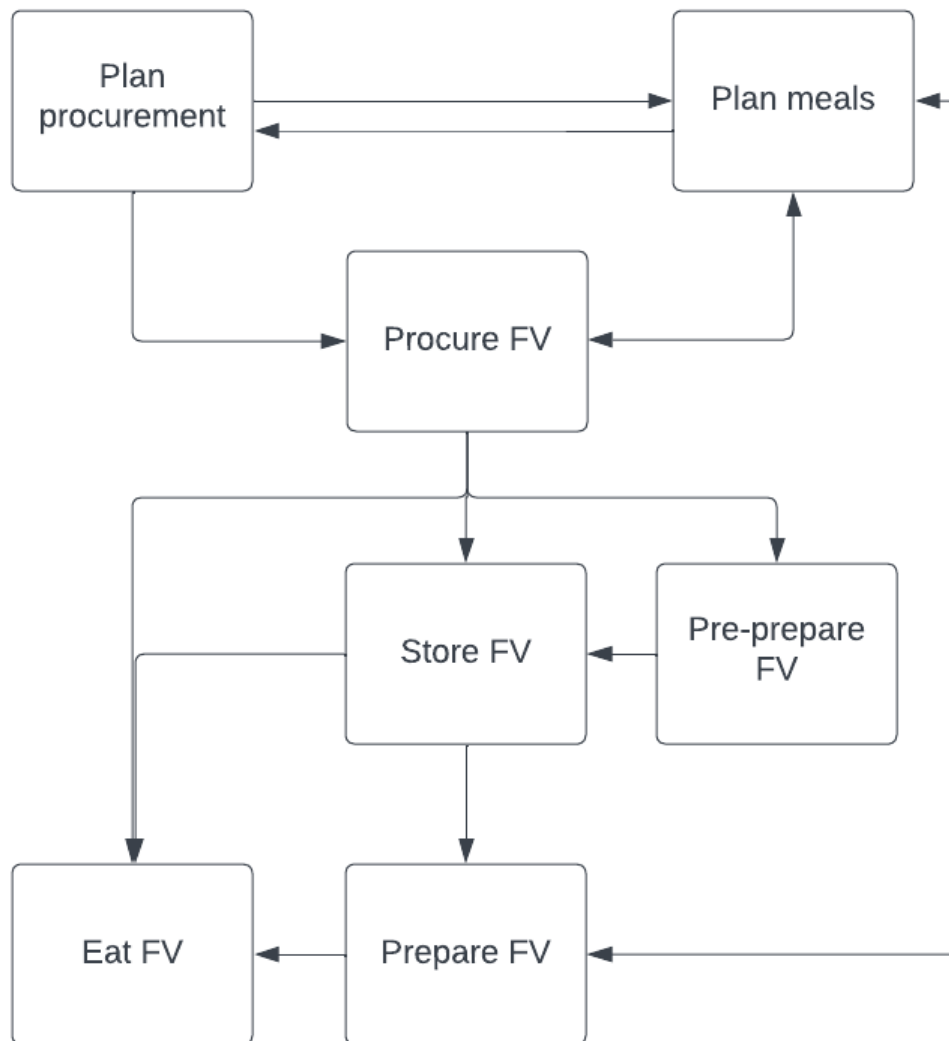 Plan
procurement
Plan meals
Procure FV
Store FV
Pre-prepare
FV
Eat FV
Prepare FV